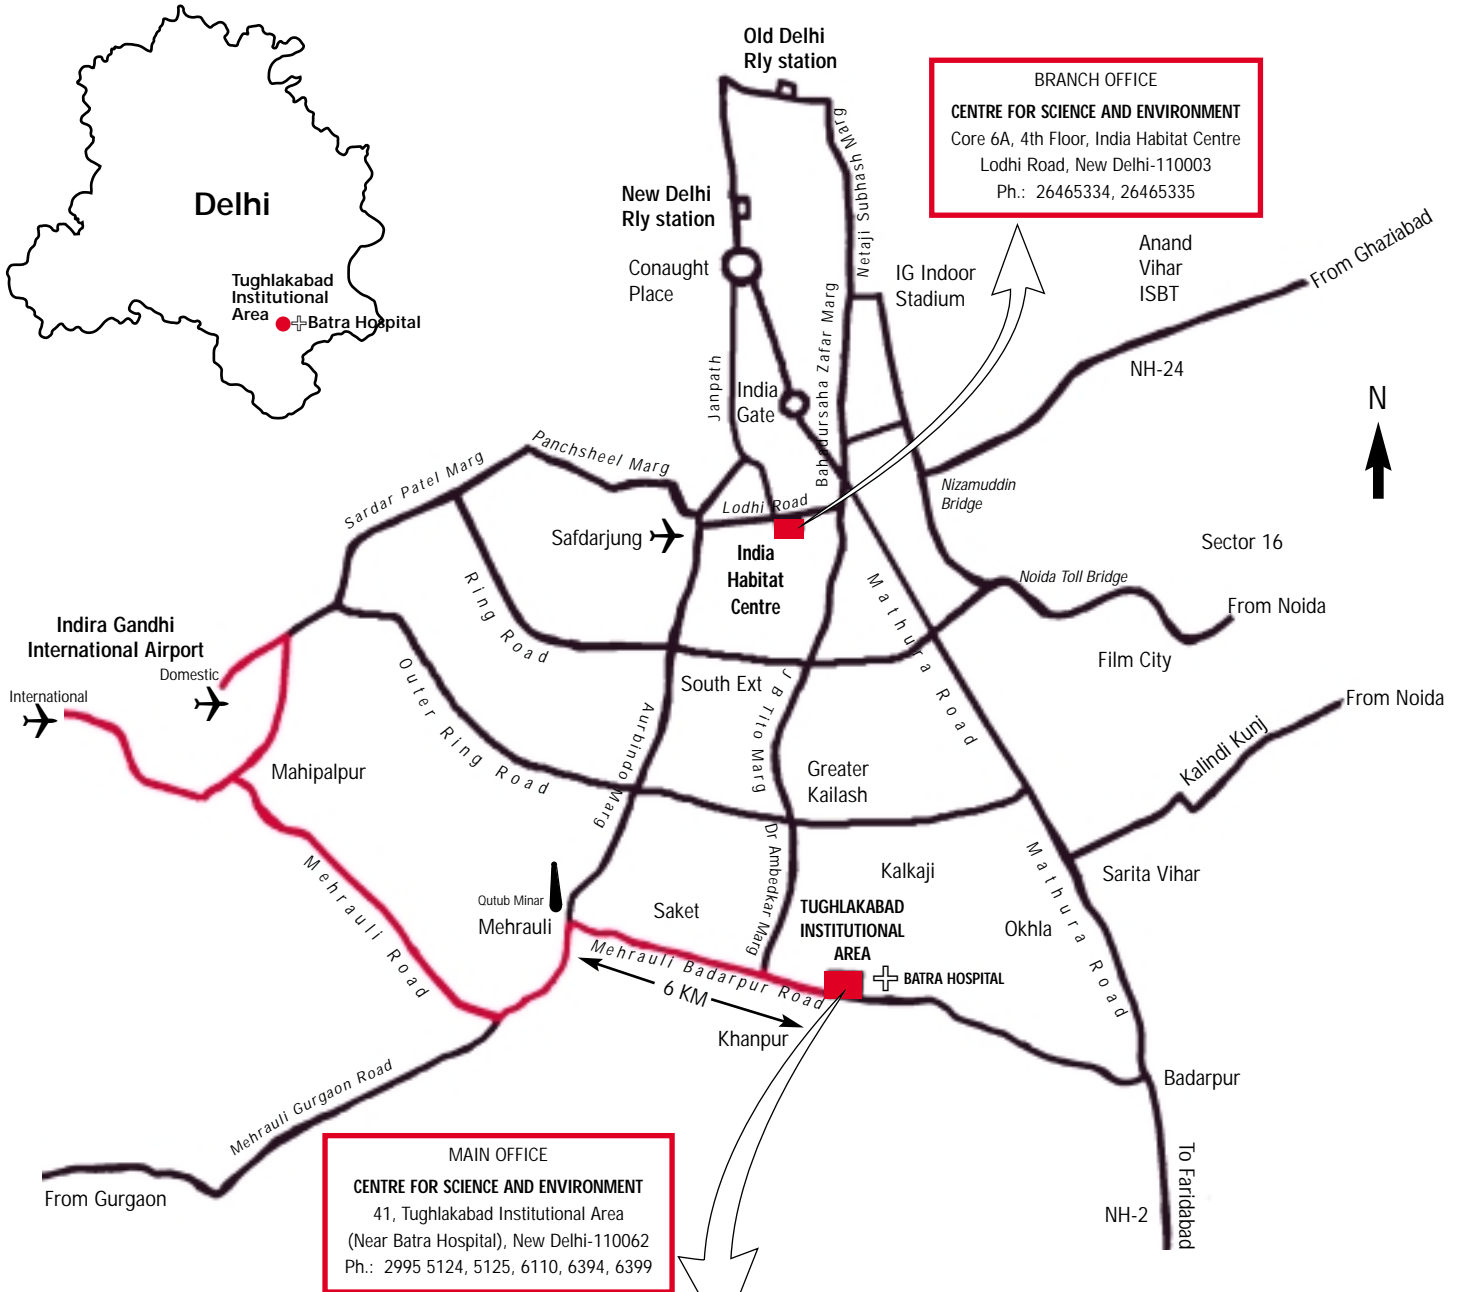 Old Delhi
Rly station
BRANCH OFFICE
CENTRE FOR SCIENCE AND ENVIRONMENT
Core 6A, 4th Floor, India Habitat Centre
Lodhi Road, New Delhi-110003
Ph.: 26465334, 26465335
Delhi
Tughlakabad
Institutional
Area
Batra Hospital
New Delhi
Rly station
Netaji Subhash Marg
Conaught
Place
IG Indoor
Stadium
Anand
Vihar
ISBT
From Ghaziabad
NH-24
Janpath
India
Gate
Bahadursaha Zafar Marg
N
Sardar Patel Marg
Panchsheel Marg
Lodhi Road
Nizamuddin
Bridge
Safdarjung
India
Habitat
Centre
Sector 16
Noida Toll Bridge
From Noida
Film City
Ring Road
Mathura Road
Indira Gandhi
International Airport
Domestic
International
Outer Ring Road
South Ext
J B Tito Marg
Aurbindo Marg
From Noida
Kalindi Kunj
Mahipalpur
Greater
Kailash
Dr Ambedkar Marg
Kalkaji
Mathura Road
Sarita Vihar
Mehrauli Road
Qutub Minar
Mehrauli
Saket
TUGHLAKABAD
INSTITUTIONAL
AREA
Okhla
BATRA HOSPITAL
Mehrauli Badarpur Road
6 KM
Khanpur
Badarpur
Mehrauli Gurgaon Road
From Gurgaon
To Faridabad
NH-2
MAIN OFFICE
CENTRE FOR SCIENCE AND ENVIRONMENT
41, Tughlakabad Institutional Area
(Near Batra Hospital), New Delhi-110062
Ph.: 2995 5124, 5125, 6110, 6394, 6399